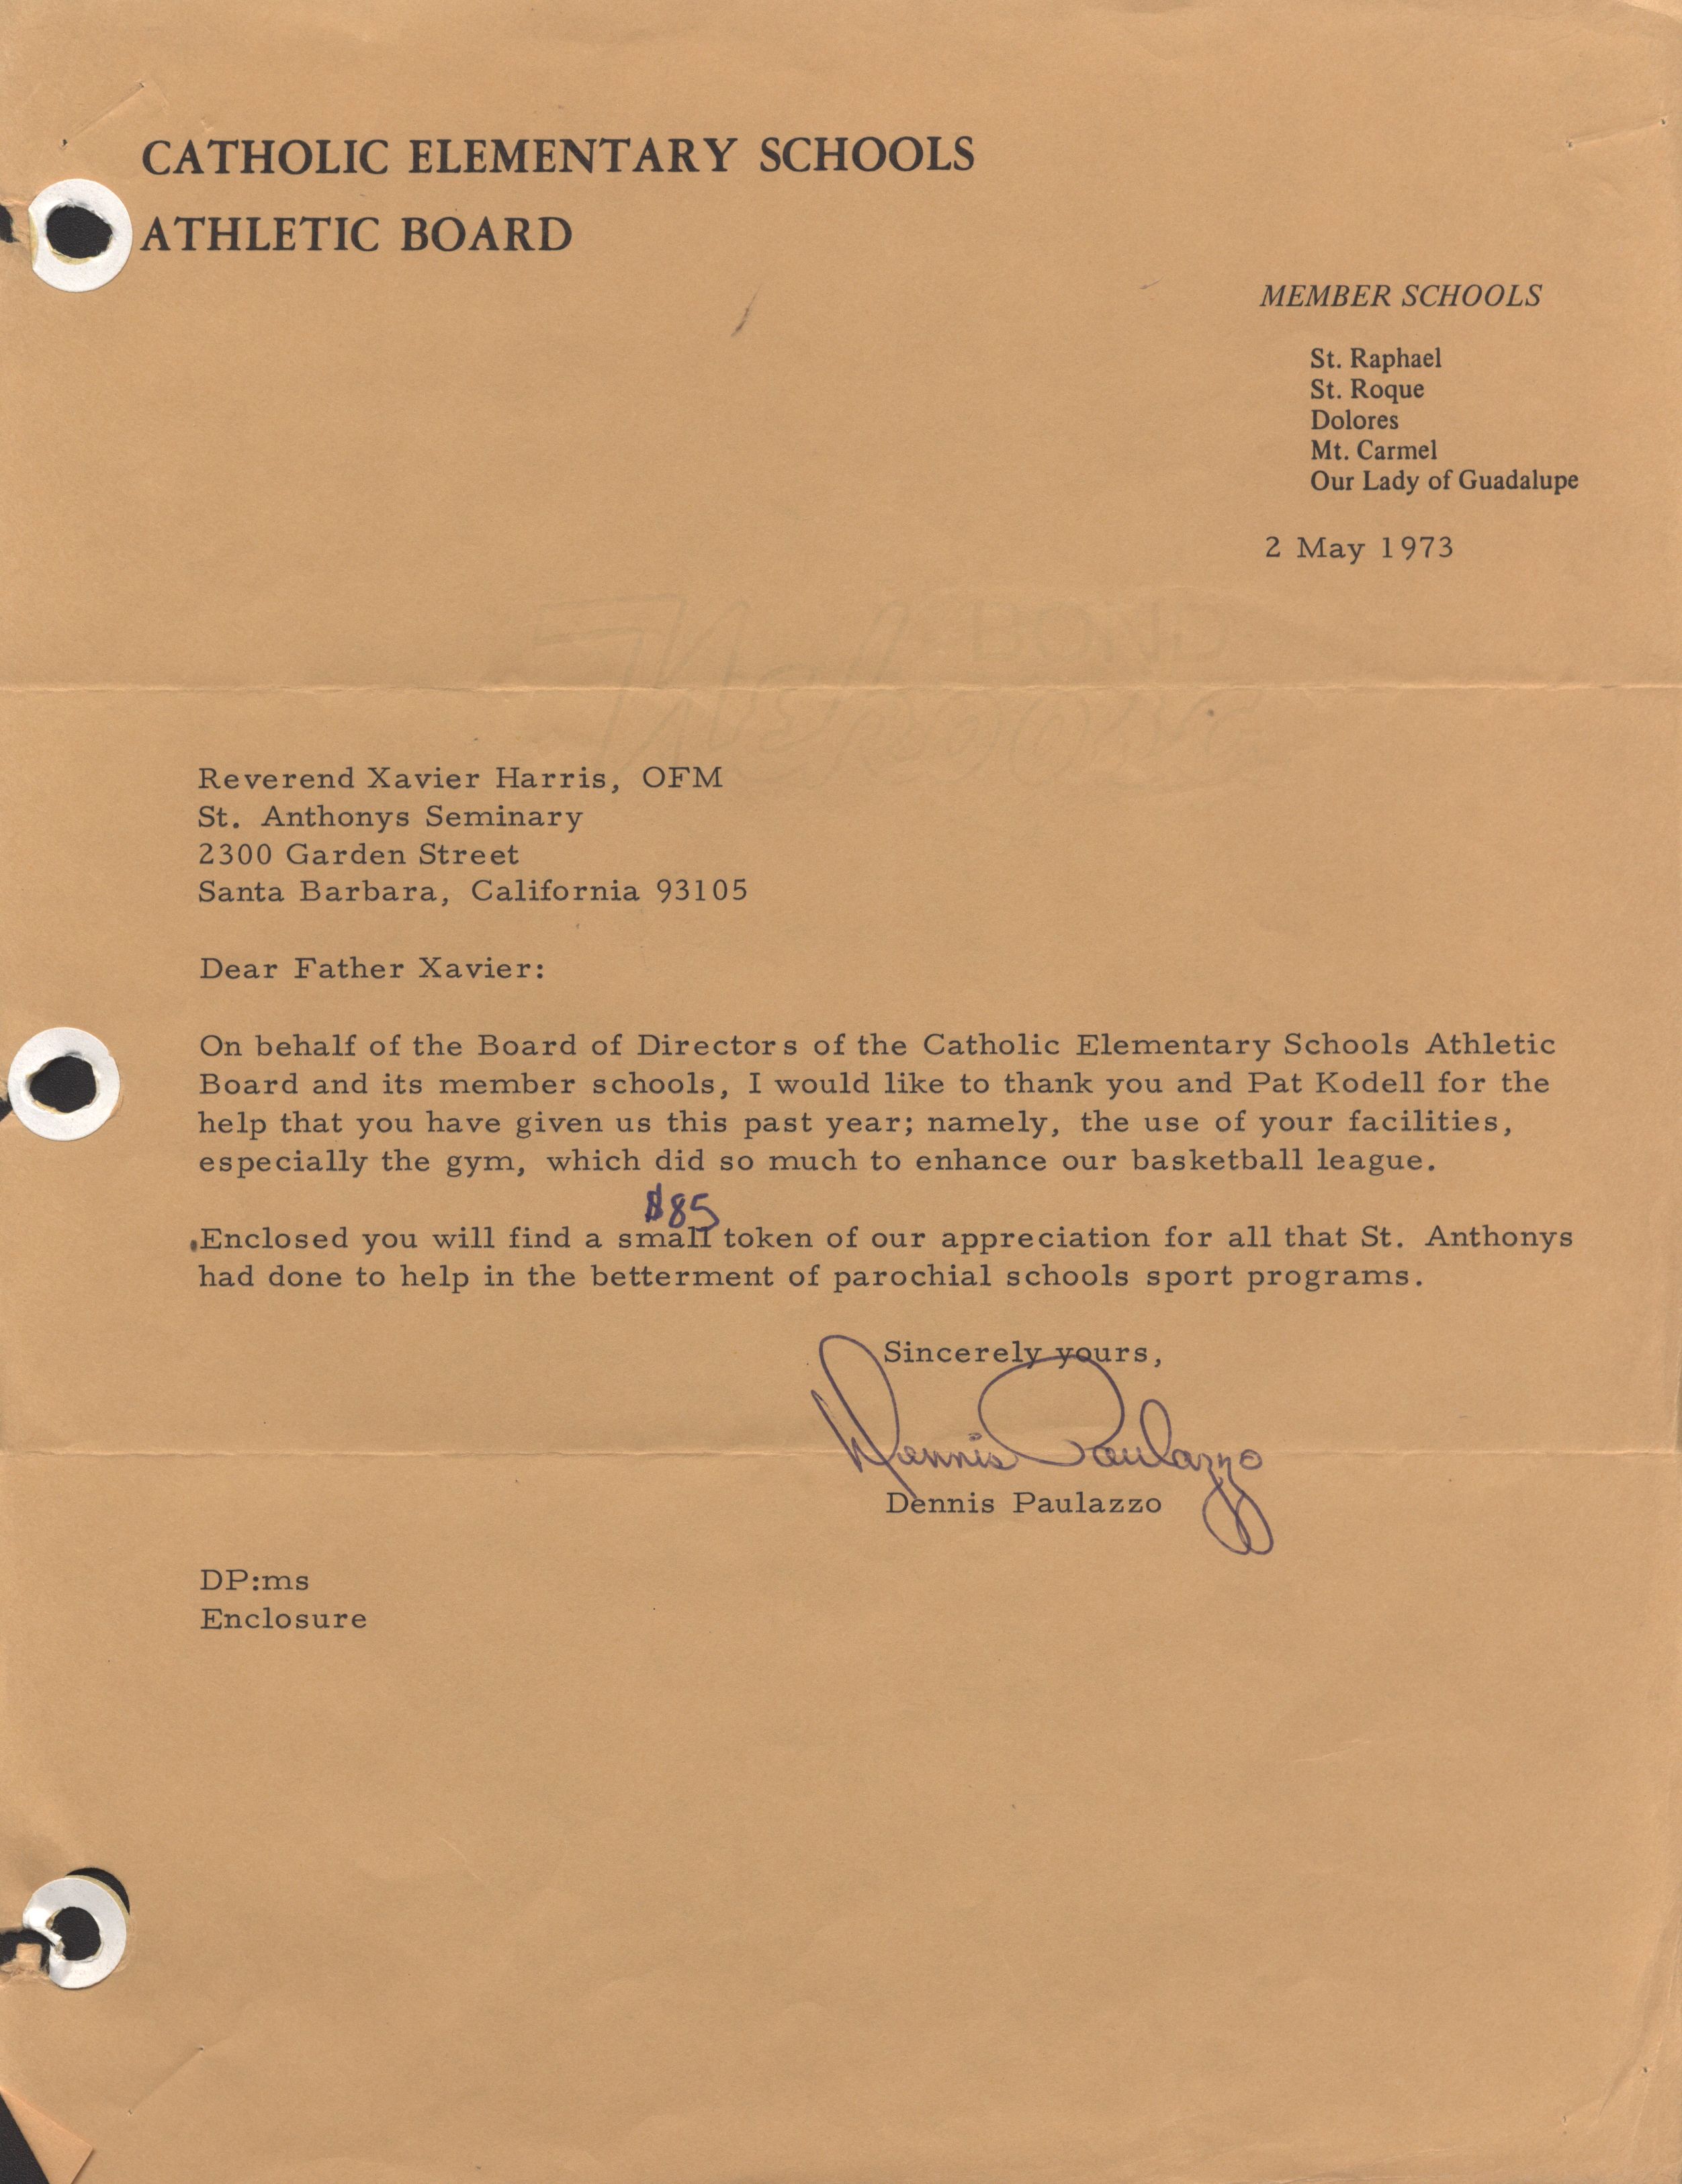 CATHOLIC ELEMENTARY SCHOOLS
ATHLETIC BOARD
MEMBER SCHOOLS
St. Raphael
St. Roque
Dolores
Mt. Carmel
Our Lady of Guadalupe
2 May 1973
Reverend Xavier Harris, OFM
St. Anthonys Seminary
2300 Garden Street
Santa Barbara, California 93105
Dear Father Xavier:
On behalf of the Board of Directors of the Catholic Elementary Schools Athletic
Board and its member schools, I would like to thank you and Pat Kodell for the
help that you have given us this past year; namely, the use of your facilities,
especially the gym, which did so much to enhance our basketball league.
$85
Enclosed you will find a small token of our appreciation for all that St. Anthonys
had done to help in the betterment of parochial schools sport programs.
Sincerely yours,
Dennis Paulazzo
Dennis Paulazzo
DP:ms
Enclosure